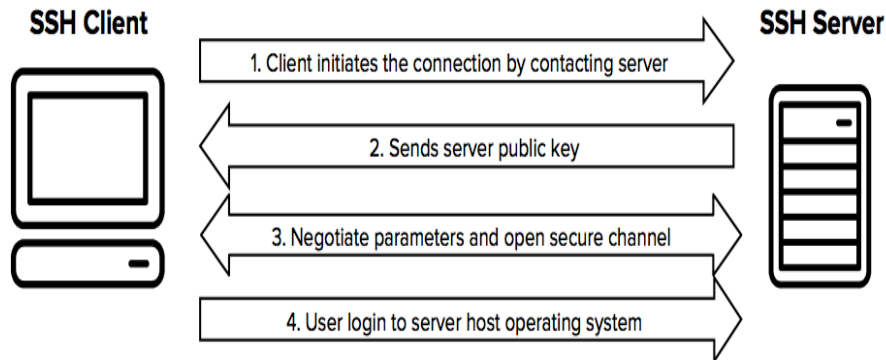 SSH Client
SSH Server
1. Client initiates the connection by contacting server
2. Sends server public key
3. Negotiate parameters and open secure channel
4. User login to server host operating system